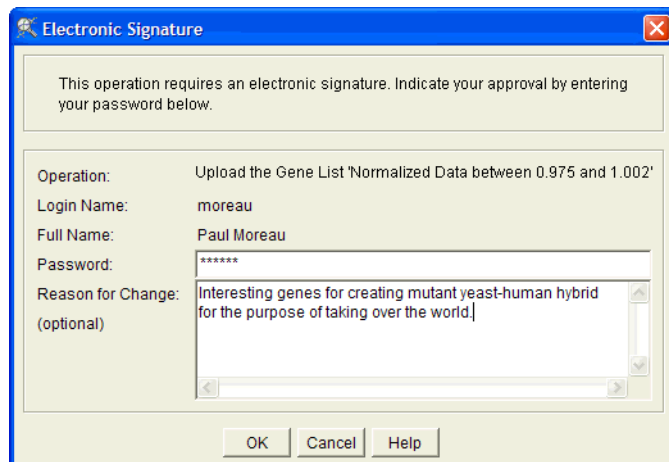 Electronic Signature
This operation requires an electronic signature. Indicate your approval by entering
your password below.
Operation: Upload the Gene List 'Normalized Data between 0.975 and 1.002'
Login Name: moreau
Full Name: Paul Moreau
Password: ******
Reason for Change: Interesting genes for creating mutant yeast-human hybrid
(optional) for the purpose of taking over the world.
OK Cancel Help